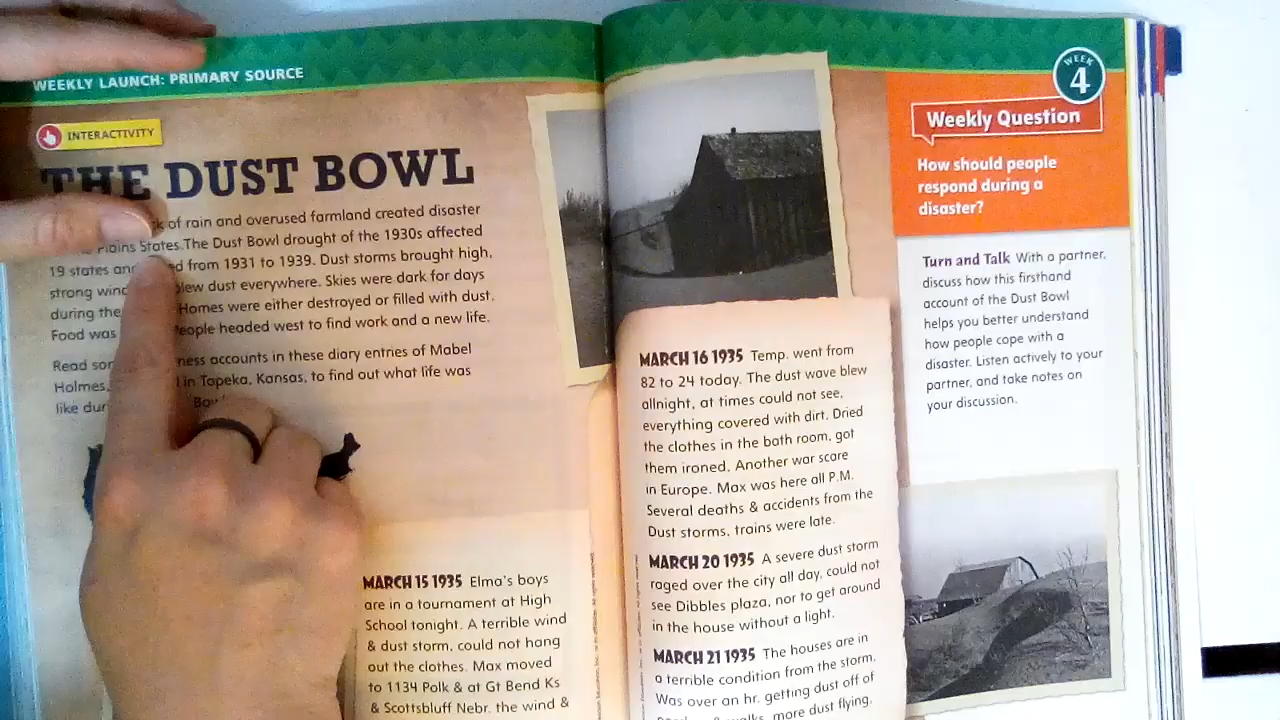 WEEKLY LAUNCH: PRIMARY SOURCE
INTERACTIVITY
THE DUST BOWL
of rain and overused farmland created disaster
Plains States. The Dust Bowl drought of the 1930s affected
19 states and from 1931 to 1939. Dust storms brought high,
strong blew dust everywhere. Skies were dark for days
during the Homes were either destroyed or filled with dust.
Food was People headed west to find work and a new life.
Read accounts in these diary entries of Mabel
Holmes, in Topeka, Kansas, to find out what life was
like
MARCH 15 1935 Elma's boys
are in a tournament at High
School tonight. A terrible wind
& dust storm, could not hang
out the clothes. Max moved
to 1134 Polk & at Gt Bend Ks
& Scottsbluff Nebr. the wind &
MARCH 16 1935 Temp. went from
82 to 24 today. The dust wave blew
allnight, at times could not see,
everything covered with dirt. Dried
the clothes in the bath room, got
them ironed, Another war scare
in Europe. Max was here all P.M.
Several deaths & accidents from the
Dust storms, trains were late.
MARCH 20 1935 A severe dust storm
raged over the city all day, could not
see Dibbles plaza, nor to get around
in the house without a light.
MARCH 21 1935 The houses are in
a terrible condition from the storm.
Was over an hr. getting dust off of
more dust flying,
WEEK
4
Weekly Question
How should people
respond during a
disaster?
Turn and Talk With a partner,
discuss how this firsthand
account of the Dust Bowl
helps you better understand
how people cope with a
disaster. Listen actively to your
partner, and take notes on
your discussion.